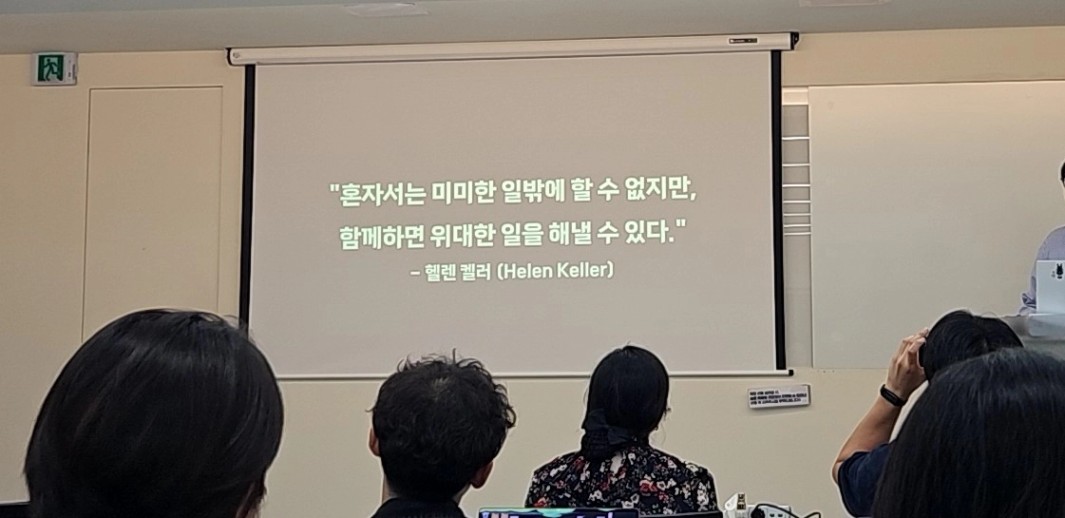 "혼자서는 미미한 일밖에 할 수 없지만,
함께하면 위대한 일을 해낼 수 있다."
– 헬렌 켈러 (Helen Keller)